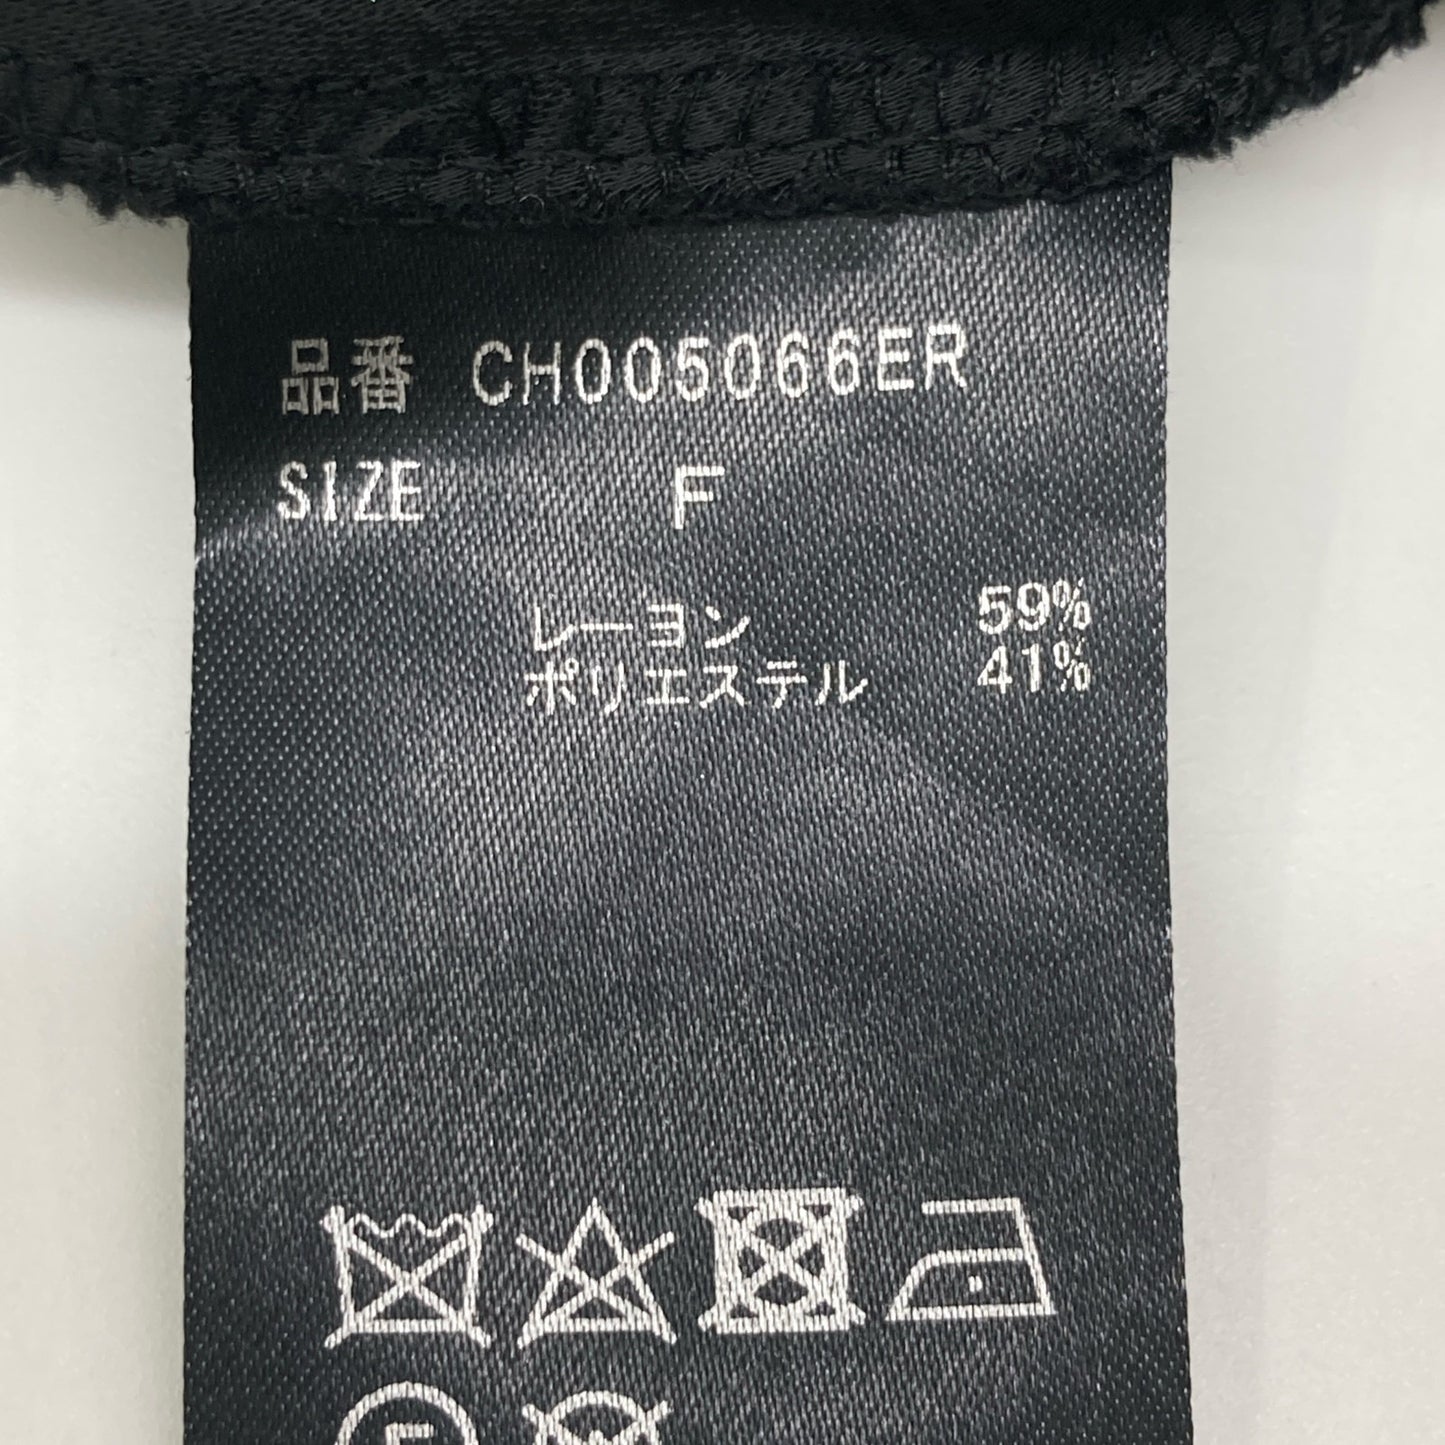 品番 CH005066ER
SIZE F
レーヨン 59%
ポリエステル 41%